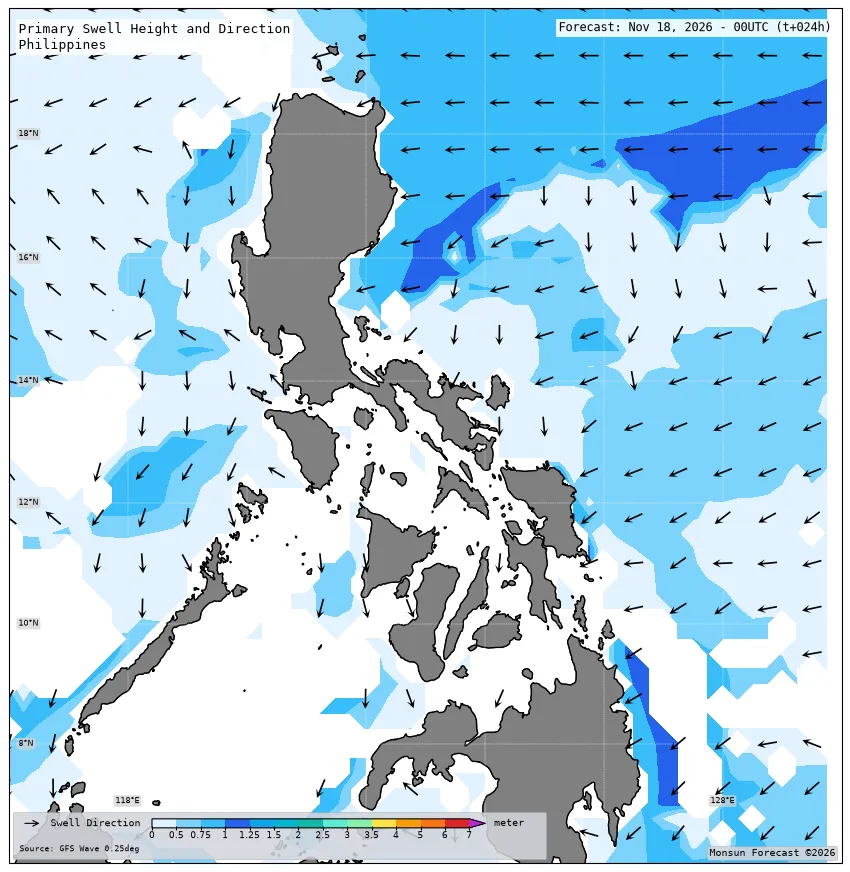 Primary Swell Height and Direction
Philippines
Forecast: Nov 18, 2026 - 00UTC (t+024h)
18°N
16°N
14°N
12°N
10°N
8°N
118°E
128°E
Swell Direction
0 0.5 0.75 1 1.25 1.5 2 2.5 3 3.5 4 5 6 7
meter
Source: GFS Wave 0.25deg
Monsun Forecast ©2026